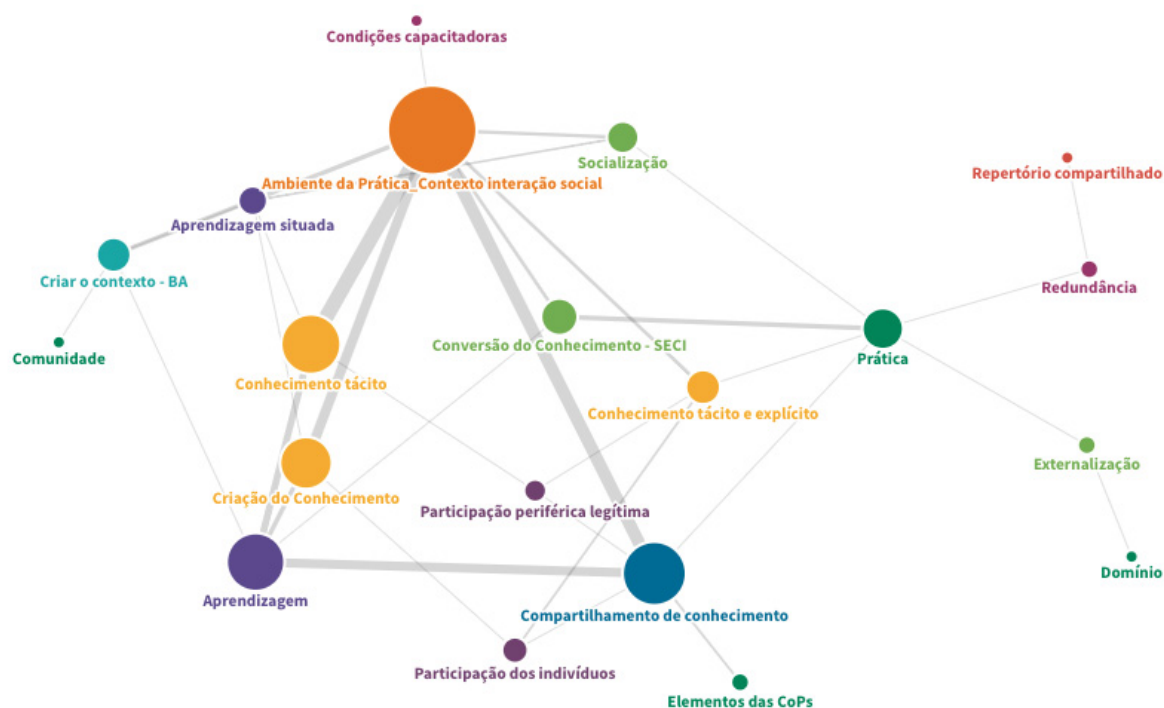 Condições capacitadoras
Socialização
Repertório compartilhado
Ambiente da Prática_Contexto interação social
Aprendizagem situada
Criar o contexto - BA
Redundância
Conversão do Conhecimento - SECI
Comunidade
Prática
Conhecimento tácito
Conhecimento tácito e explícito
Externalização
Criação do Conhecimento
Participação periférica legítima
Domínio
Aprendizagem
Compartilhamento de conhecimento
Participação dos indivíduos
Elementos das CoPs